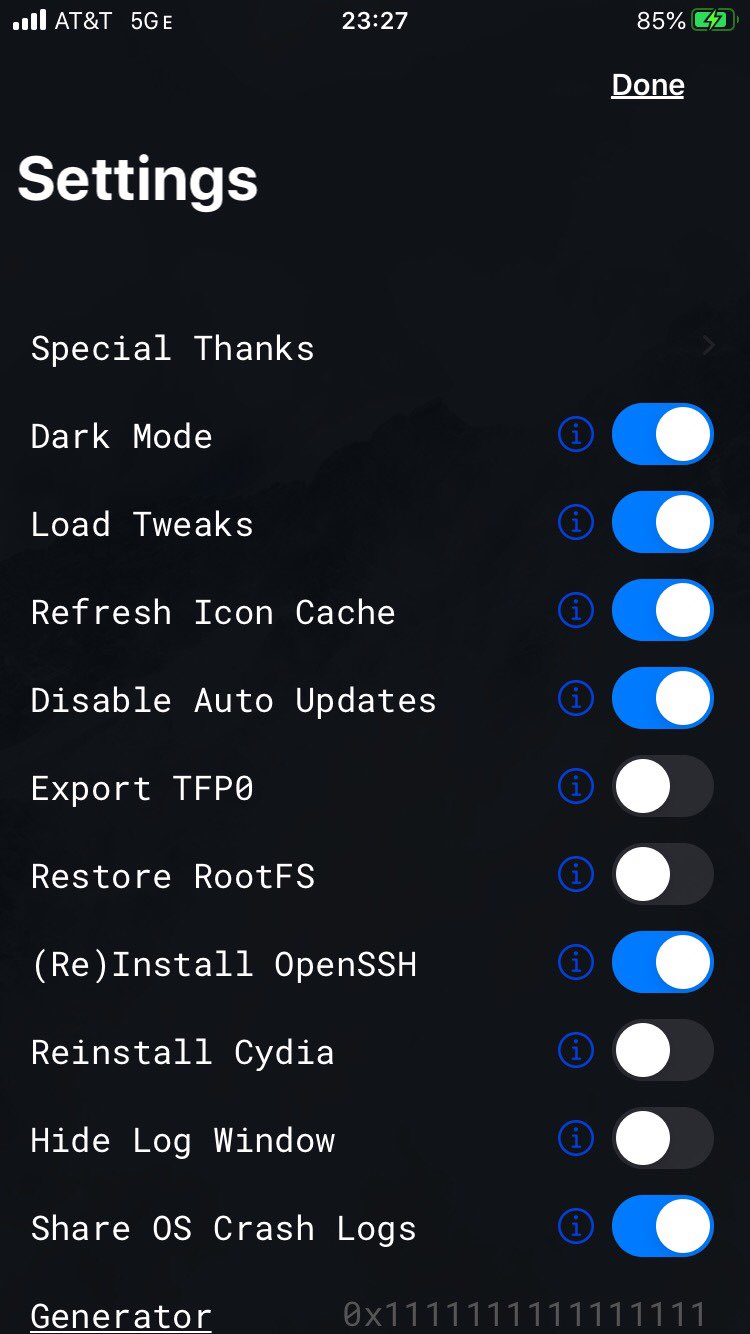 AT&T 5GE 23:27 85%
Done
Settings
Special Thanks
Dark Mode
Load Tweaks
Refresh Icon Cache
Disable Auto Updates
Export TFP0
Restore RootFS
(Re)Install OpenSSH
Reinstall Cydia
Hide Log Window
Share OS Crash Logs
Generator 0x1111111111111111